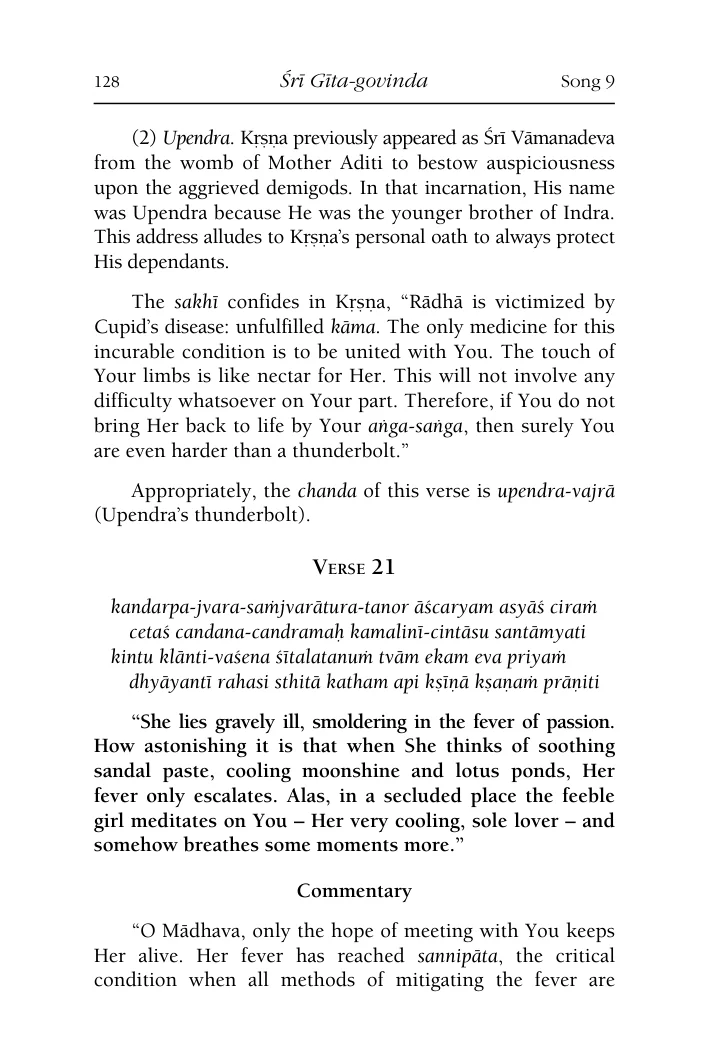 128 Śrī Gīta-govinda Song 9
(2) Upendra. Kṛṣṇa previously appeared as Śrī Vāmanadeva
from the womb of Mother Aditi to bestow auspiciousness
upon the aggrieved demigods. In that incarnation, His name
was Upendra because He was the younger brother of Indra.
This address alludes to Kṛṣṇa’s personal oath to always protect
His dependants.
The sakhī confides in Kṛṣṇa, “Rādhā is victimized by
Cupid’s disease: unfulfilled kāma. The only medicine for this
incurable condition is to be united with You. The touch of
Your limbs is like nectar for Her. This will not involve any
difficulty whatsoever on Your part. Therefore, if You do not
bring Her back to life by Your aṅga-saṅga, then surely You
are even harder than a thunderbolt.”
Appropriately, the chanda of this verse is upendra-vajrā
(Upendra’s thunderbolt).
Verse 21
kandarpa-jvara-saṁjvarātura-tanor āścaryam asyāś ciraṁ
cetaś candana-candramaḥ kamalinī-cintāsu santāmyati
kintu klānti-vaśena śītalatanuṁ tvām ekam eva priyaṁ
dhyāyantī rahasi sthitā katham api kṣīṇā kṣaṇaṁ prāṇiti
“She lies gravely ill, smoldering in the fever of passion.
How astonishing it is that when She thinks of soothing
sandal paste, cooling moonshine and lotus ponds, Her
fever only escalates. Alas, in a secluded place the feeble
girl meditates on You – Her very cooling, sole lover – and
somehow breathes some moments more.”
Commentary
“O Mādhava, only the hope of meeting with You keeps
Her alive. Her fever has reached sannipāta, the critical
condition when all methods of mitigating the fever are